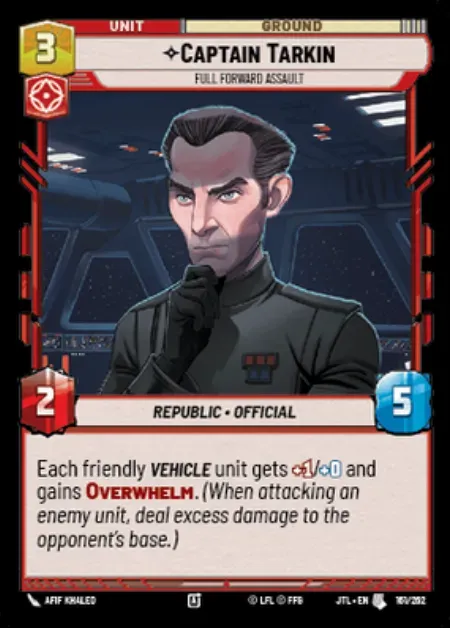 UNIT
GROUND
3
CAPTAIN TARKIN
FULL FORWARD ASSAULT
2
5
REPUBLIC • OFFICIAL
Each friendly VEHICLE unit gets +1/+0 and
gains OVERWHELM. (When attacking an
enemy unit, deal excess damage to the
opponent's base.)
AFIF KHALED
U
© LFL © FFG
JTL • EN
161/262